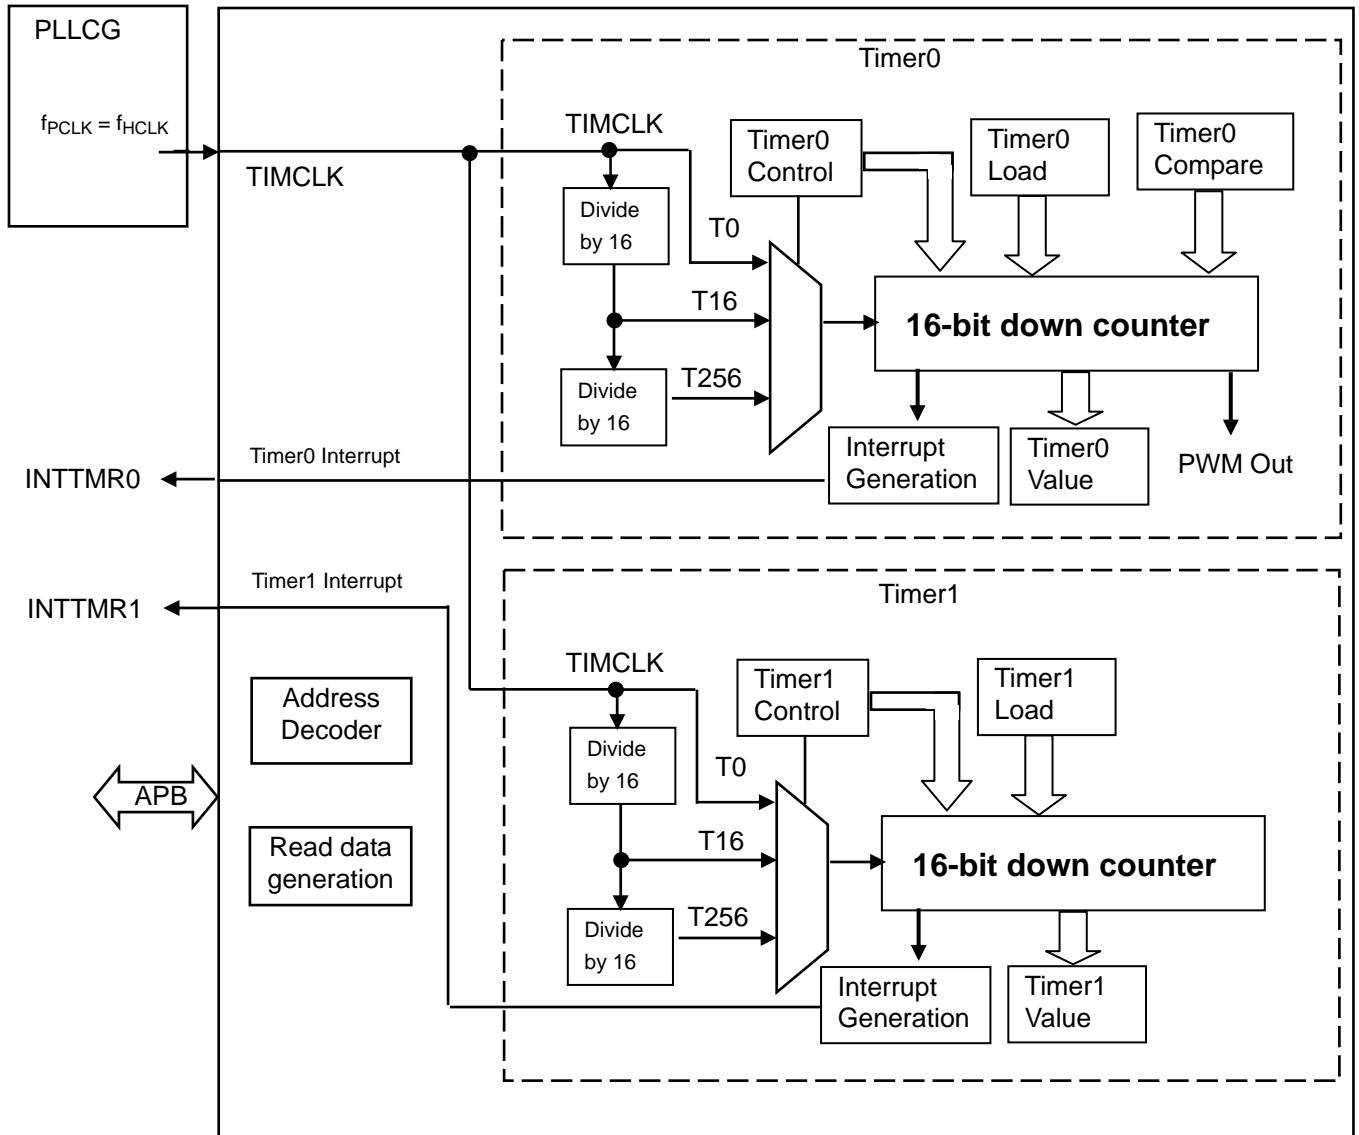 PLLCG
fPCLK = fHCLK
TIMCLK
Timer0
TIMCLK
Timer0
Control
Timer0
Load
Timer0
Compare
Divide
by 16
T0
T16
16-bit down counter
Divide
by 16
T256
Interrupt
Generation
Timer0
Value
PWM Out
Timer0 Interrupt
INTTMR0
Timer1 Interrupt
INTTMR1
Timer1
TIMCLK
Timer1
Control
Timer1
Load
Address
Decoder
Divide
by 16
T0
APB
T16
16-bit down counter
Read data
generation
Divide
by 16
T256
Interrupt
Generation
Timer1
Value